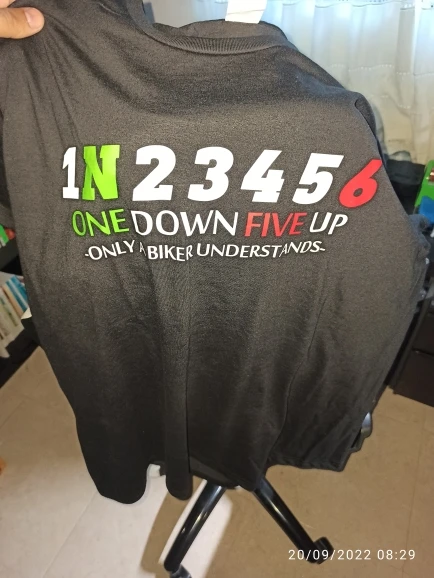 1N23456
ONE DOWN FIVE UP
-ONLY A BIKER UNDERSTANDS-
20/09/2022 08:29